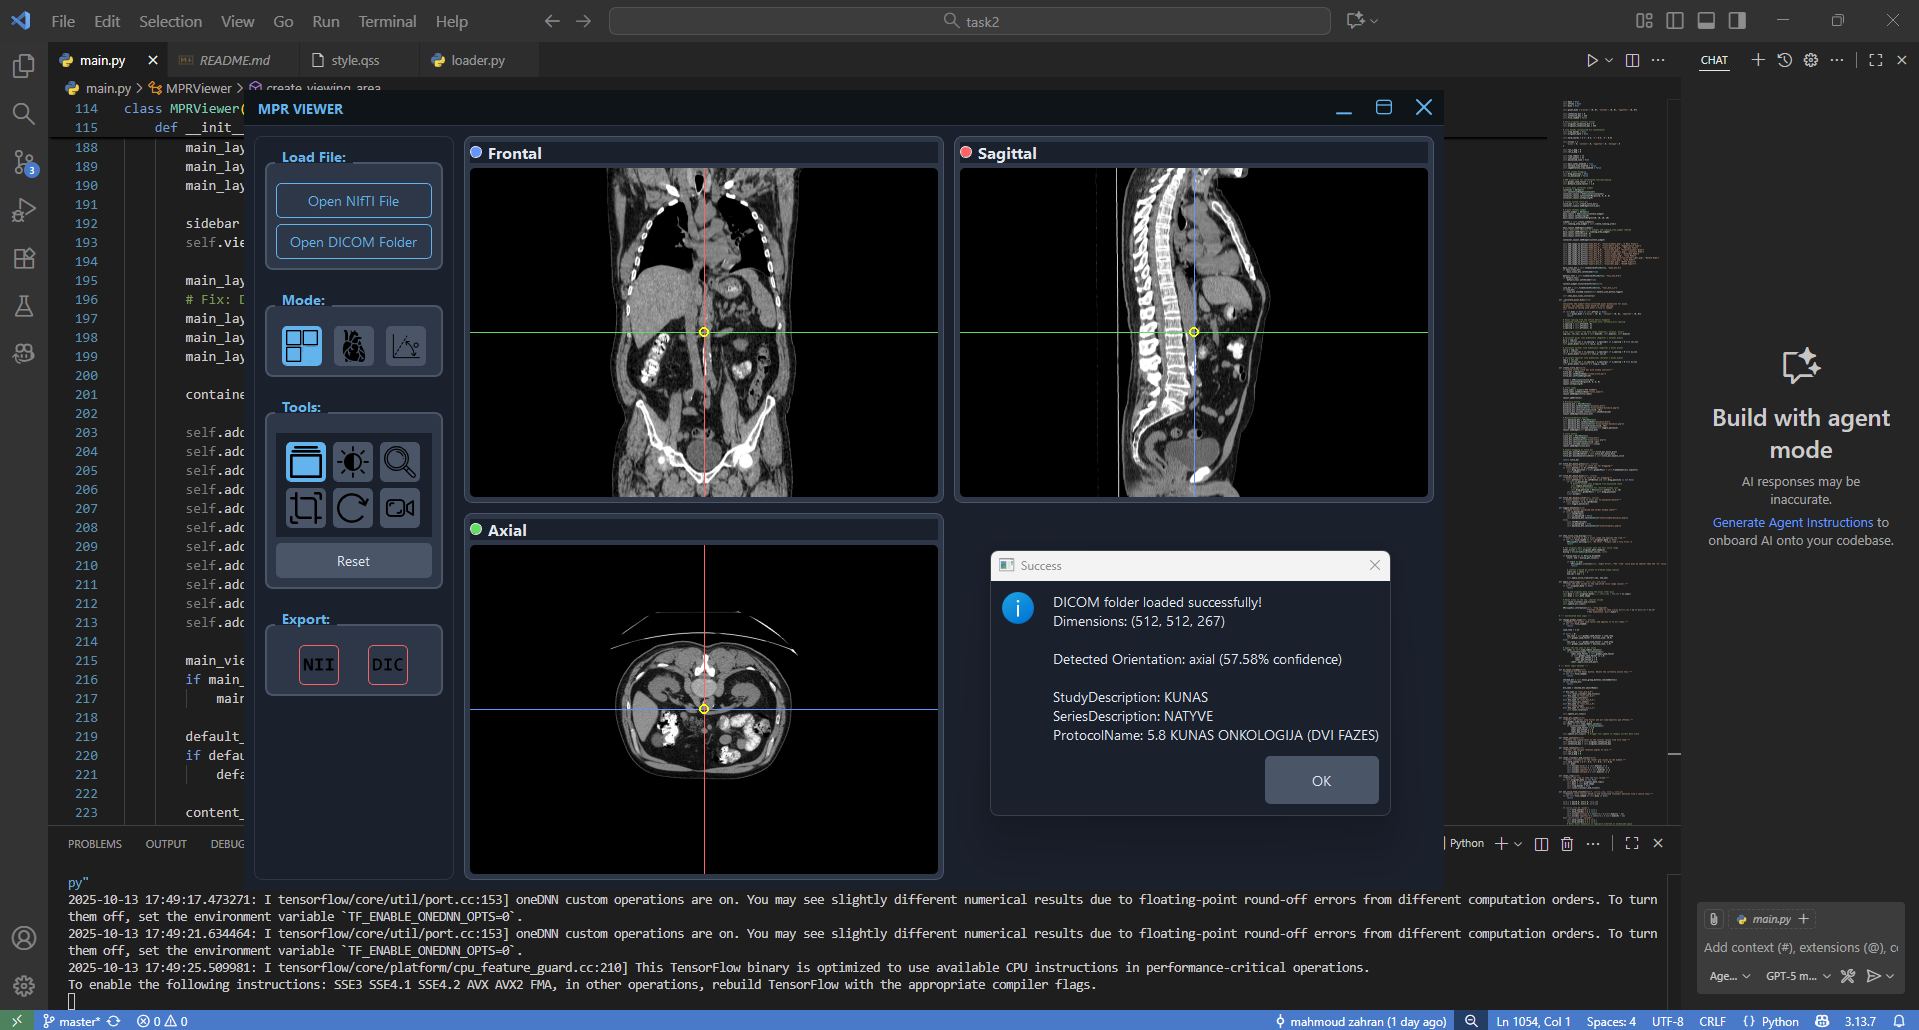 File Edit Selection View Go Run Terminal Help
task2
main.py
README.md
style.qss
loader.py
CHAT
main.py > MPRViewer > create_viewing_area
114 class MPRViewer(
115 def __init__
188 main_lay
189 main_lay
190 main_lay
191
192 sidebar
193 self.vie
194
195 main_lay
196 # Fix: D
197 main_lay
198 main_lay
199 main_lay
200
201 containe
202
203 self.add
204 self.add
205 self.add
206 self.add
207 self.add
208 self.add
209 self.add
210 self.add
211 self.add
212 self.add
213 self.add
214
215 main_vie
216 if main_
217 main
218
219 default_
220 if defau
221 defa
222
223 content_
MPR VIEWER
Load File:
Open NIfTI File
Open DICOM Folder
Mode:
Tools:
Reset
Export:
NII DIC
Frontal
Sagittal
Axial
Success
DICOM folder loaded successfully!
Dimensions: (512, 512, 267)
Detected Orientation: axial (57.58% confidence)
StudyDescription: KUNAS
SeriesDescription: NATYVE
ProtocolName: 5.8 KUNAS ONKOLOGIJA (DVI FAZES)
OK
Build with agent
mode
AI responses may be
inaccurate.
Generate Agent Instructions to
onboard AI onto your codebase.
PROBLEMS OUTPUT DEBUG
Python
py"
2025-10-13 17:49:17.473271: I tensorflow/core/util/port.cc:153] oneDNN custom operations are on. You may see slightly different numerical results due to floating-point round-off errors from different computation orders. To turn
them off, set the environment variable `TF_ENABLE_ONEDNN_OPTS=0`.
2025-10-13 17:49:21.634464: I tensorflow/core/util/port.cc:153] oneDNN custom operations are on. You may see slightly different numerical results due to floating-point round-off errors from different computation orders. To turn
them off, set the environment variable `TF_ENABLE_ONEDNN_OPTS=0`.
2025-10-13 17:49:25.509981: I tensorflow/core/platform/cpu_feature_guard.cc:210] This TensorFlow binary is optimized to use available CPU instructions in performance-critical operations.
To enable the following instructions: SSE3 SSE4.1 SSE4.2 AVX AVX2 FMA, in other operations, rebuild TensorFlow with the appropriate compiler flags.
main.py
Add context (#), extensions (@), c
Age... GPT-5 m...
3
master* 0 0
mahmoud zahran (1 day ago) Ln 1054, Col 1 Spaces: 4 UTF-8 CRLF {} Python 3.13.7